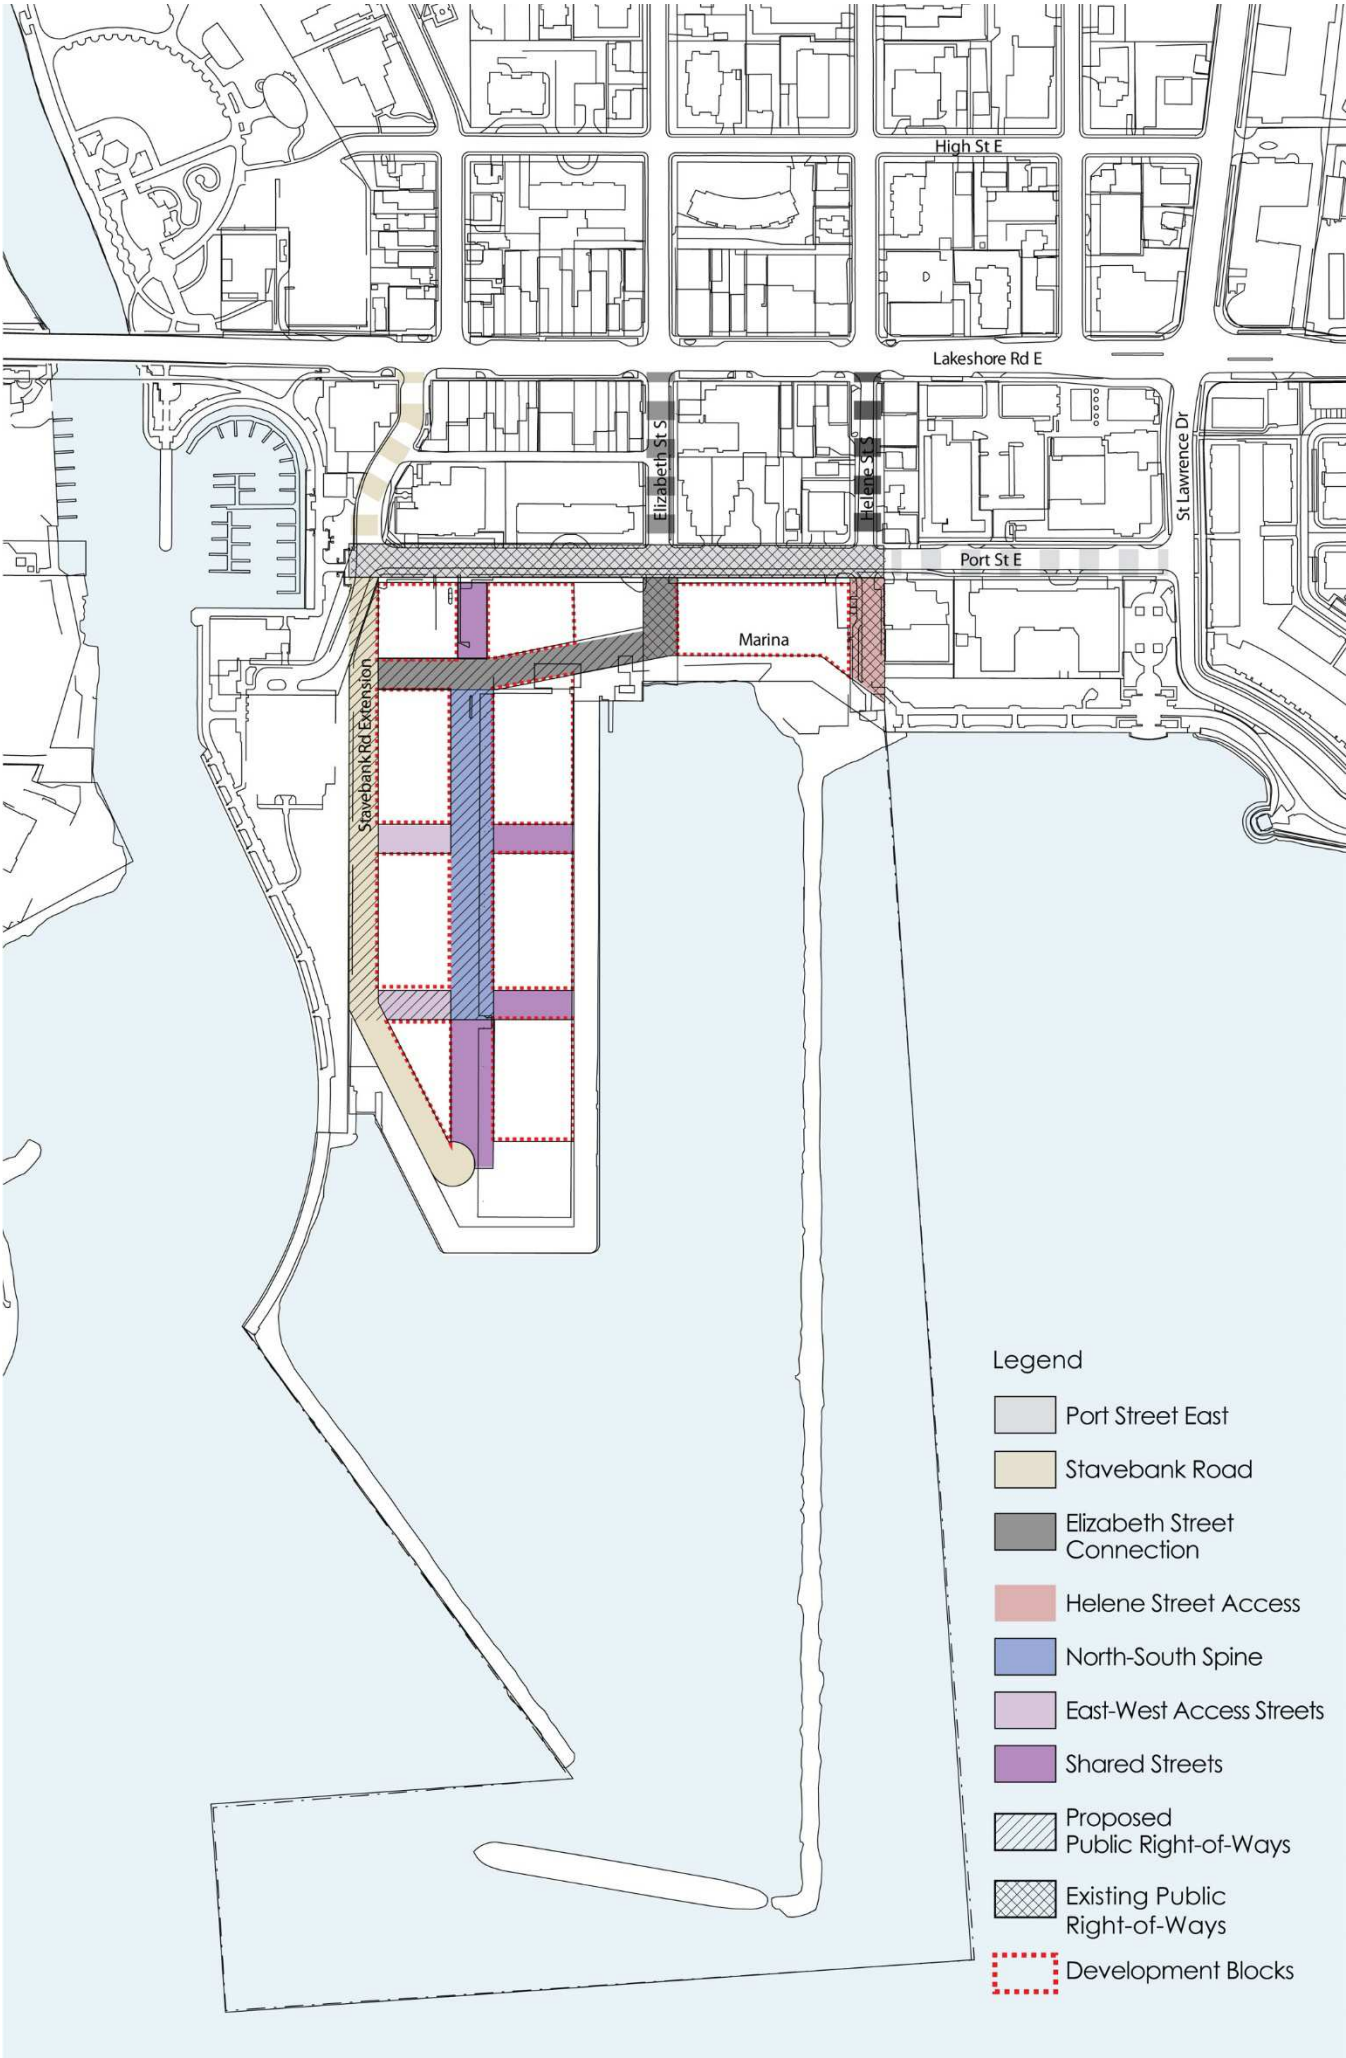 High St E
Lakeshore Rd E
Elizabeth St S
Helene St S
St Lawrence Dr
Port St E
Marina
Stavebank Rd Extension
Legend
Port Street East
Stavebank Road
Elizabeth Street
Connection
Helene Street Access
North-South Spine
East-West Access Streets
Shared Streets
Proposed
Public Right-of-Ways
Existing Public
Right-of-Ways
Development Blocks